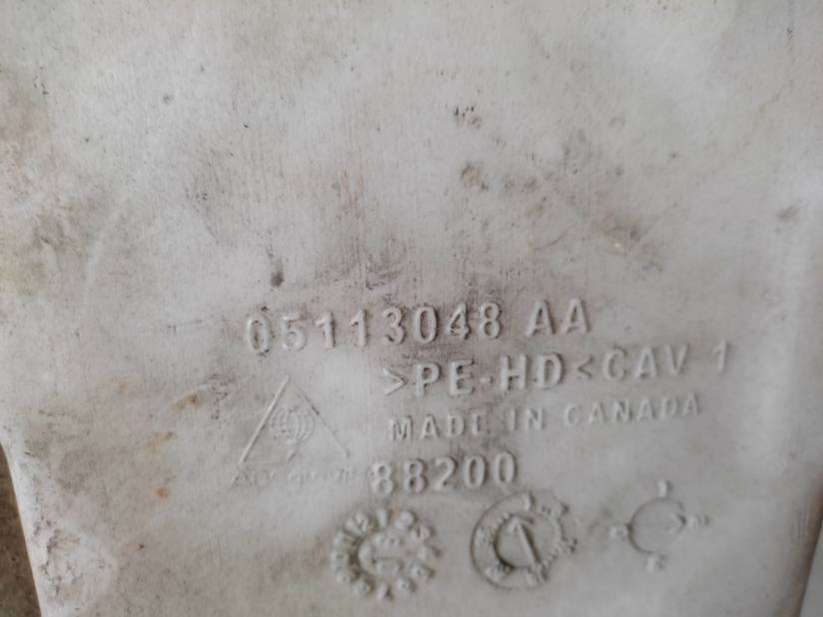 05113048 AA
>PE-HD< CAV 1
MADE IN CANADA
88200